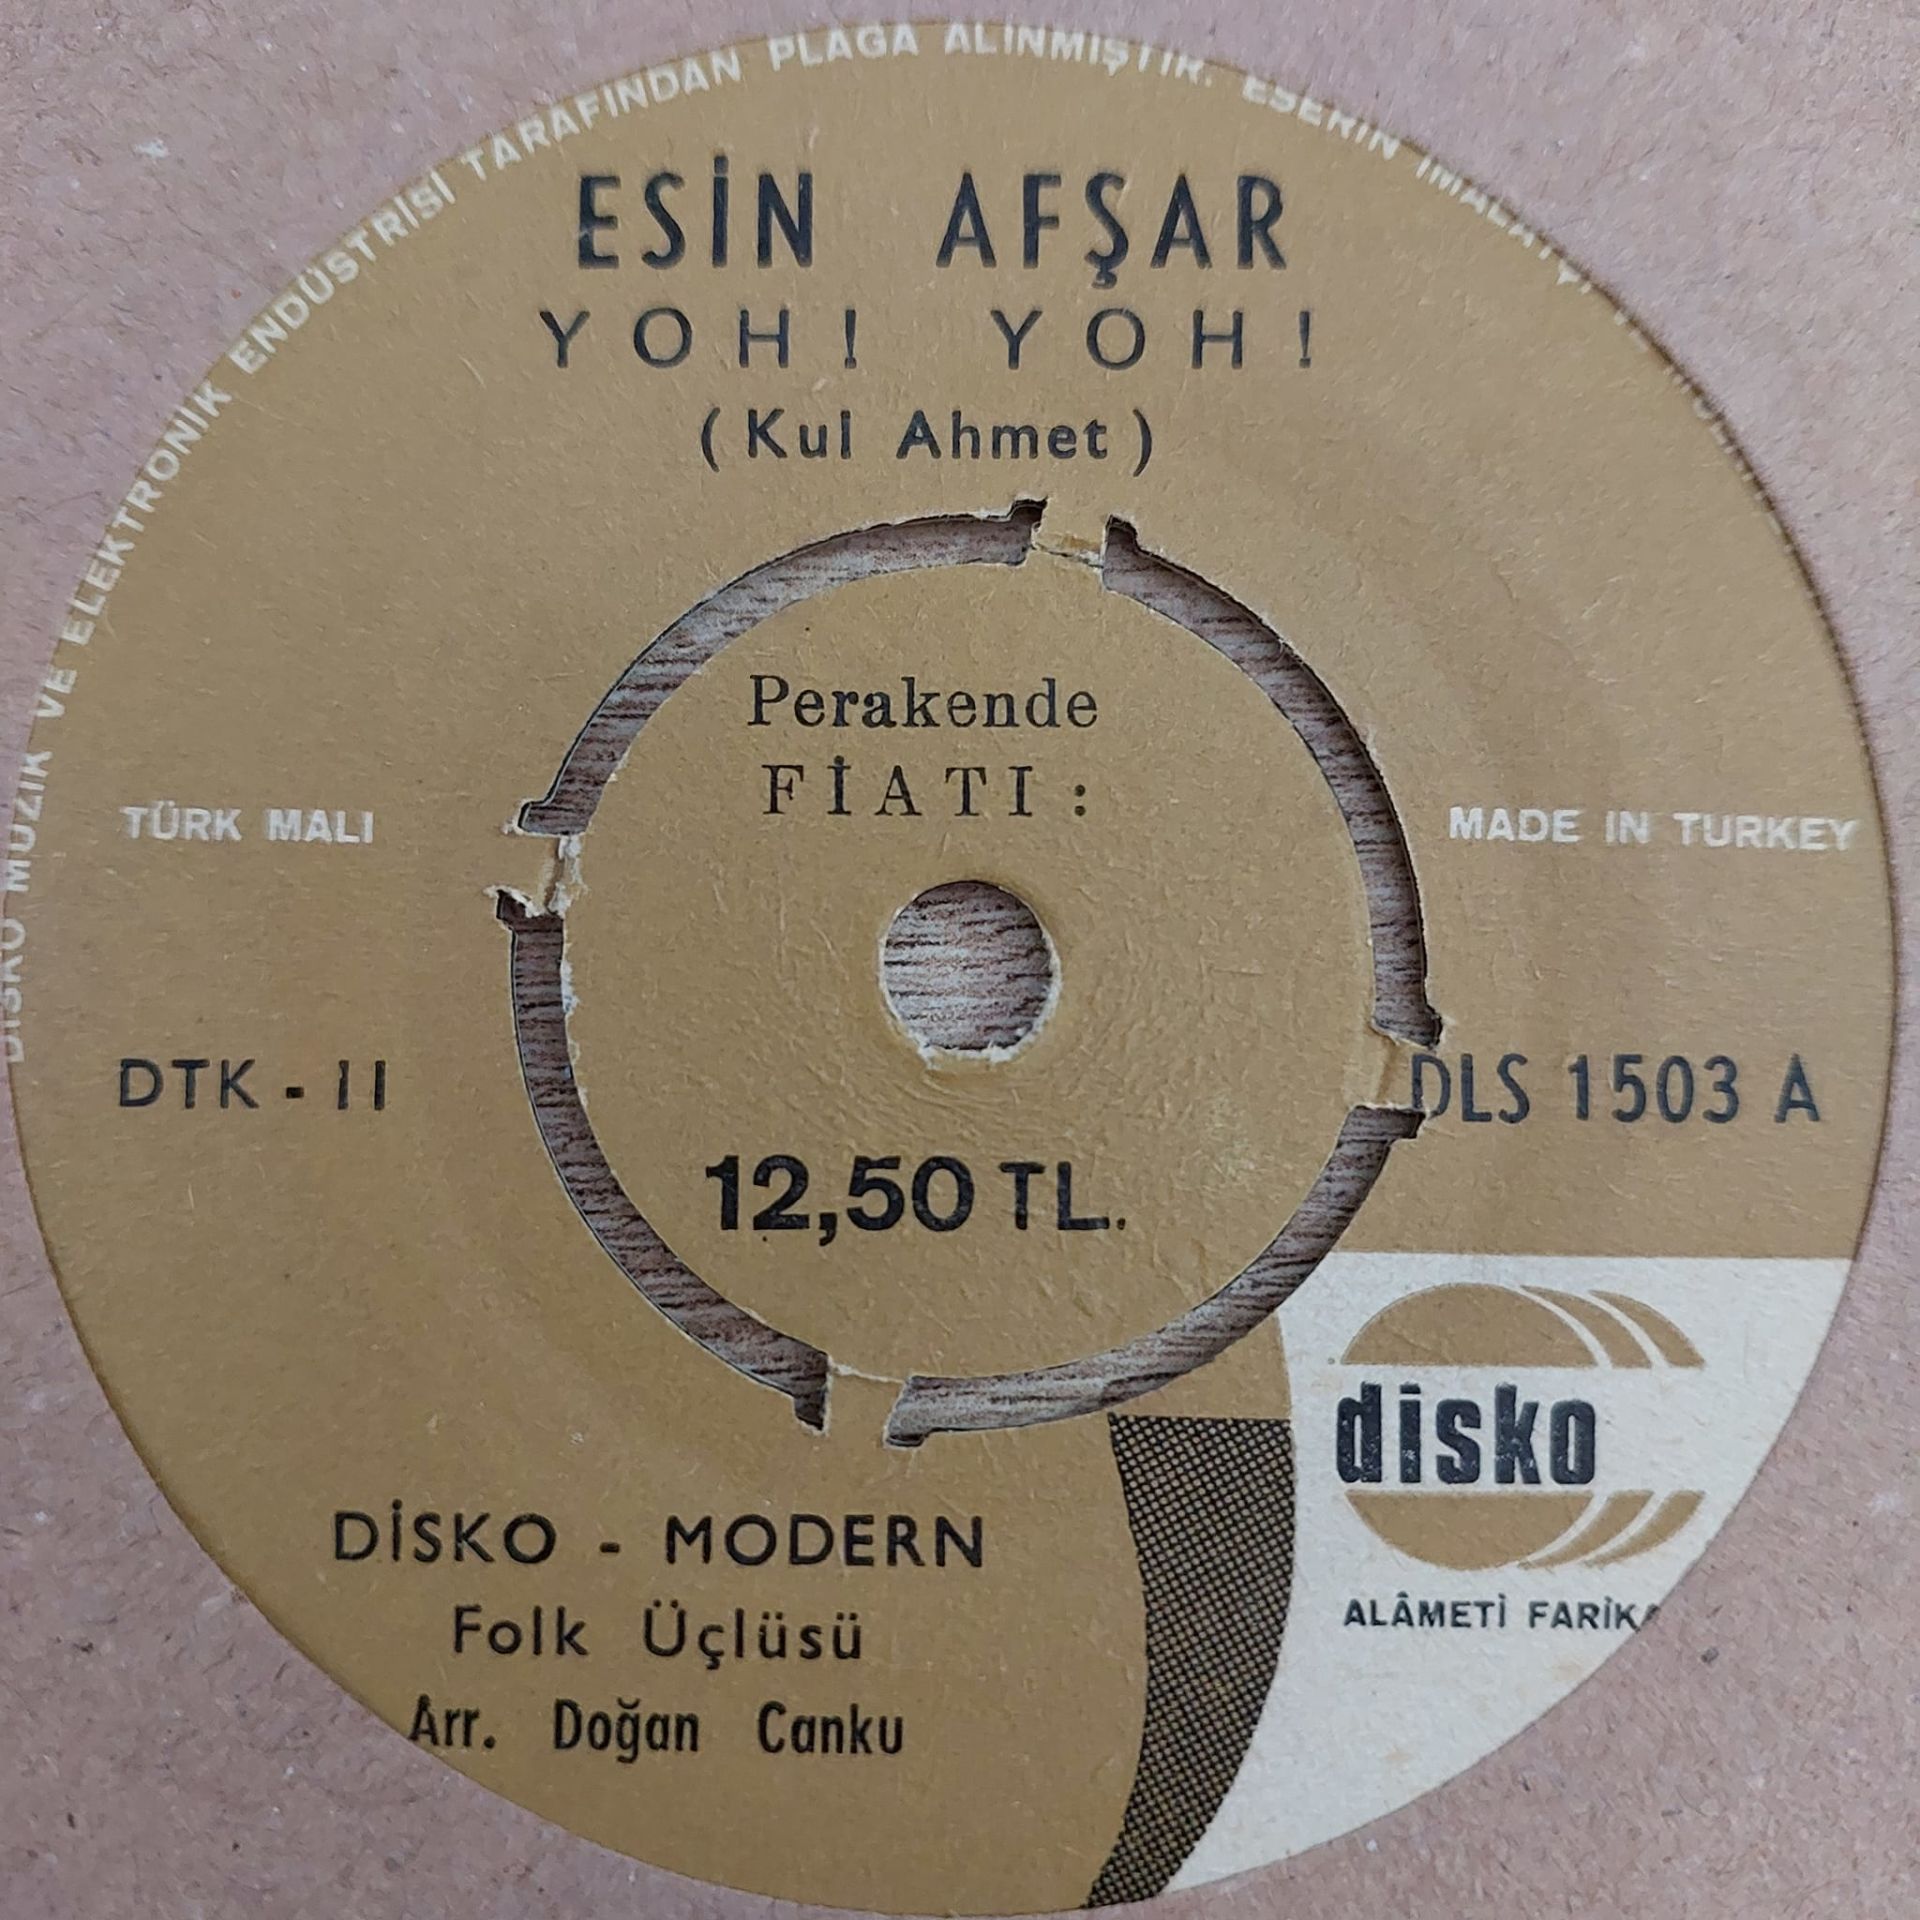 DİSKO MÜZİK VE ELEKTRONİK ENDÜSTRİSİ TARAFINDAN PLAGA ALINMIŞTIR. ESERİN İMALATÇI
ESİN AFŞAR
YOH! YOH!
(Kul Ahmet)
Perakende
FİATI:
TÜRK MALI
MADE IN TURKEY
DTK - 11
DLS 1503 A
12,50 TL.
disko
ALÂMETİ FARİKA
DİSKO - MODERN
Folk Üçlüsü
Arr. Doğan Canku